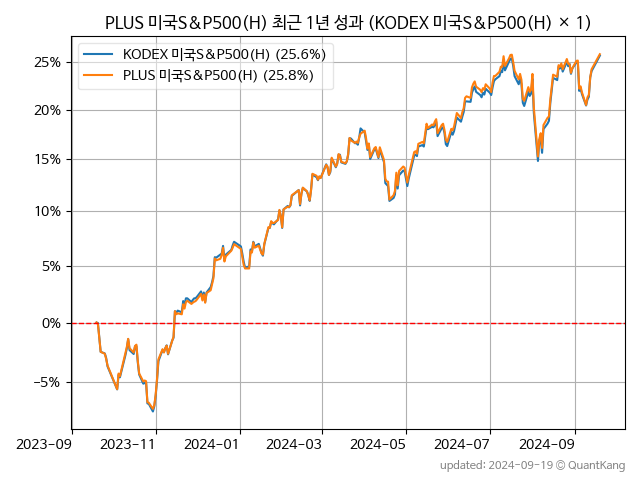 PLUS 미국S&P500(H) 최근 1년 성과 (KODEX 미국S&P500(H) × 1)
KODEX 미국S&P500(H) (25.6%)
PLUS 미국S&P500(H) (25.8%)
25%
20%
15%
10%
5%
0%
−5%
2023-09 2023-11 2024-01 2024-03 2024-05 2024-07 2024-09
updated: 2024-09-19 @ QuantKang